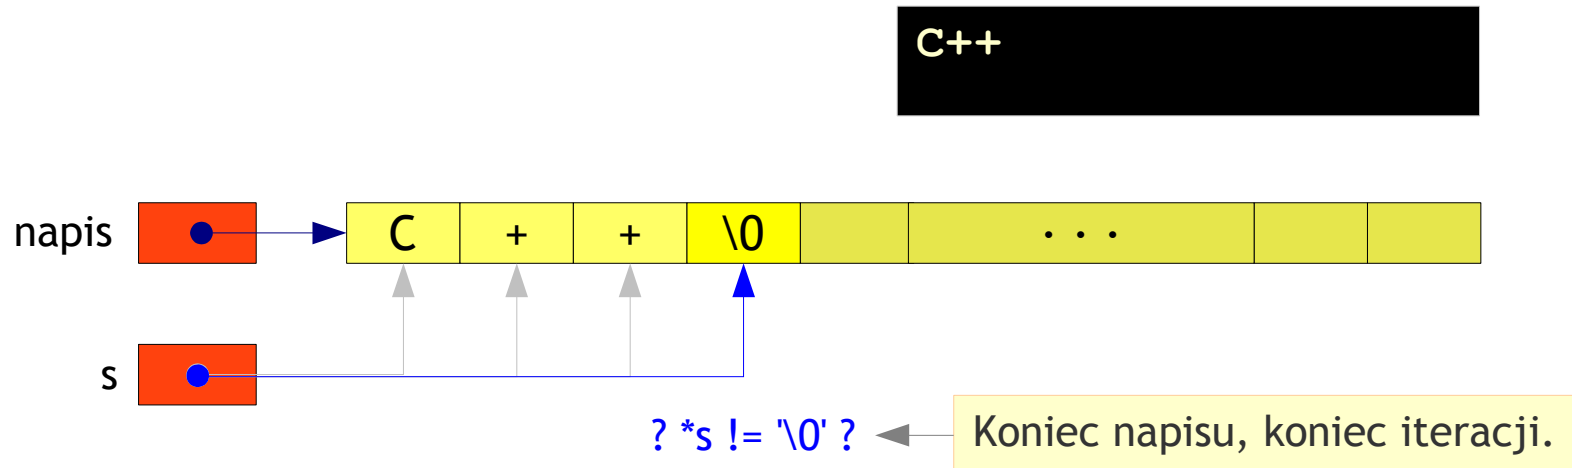 C++
napis C + + \0 . . .
s
? *s != '\0' ? Koniec napisu, koniec iteracji.